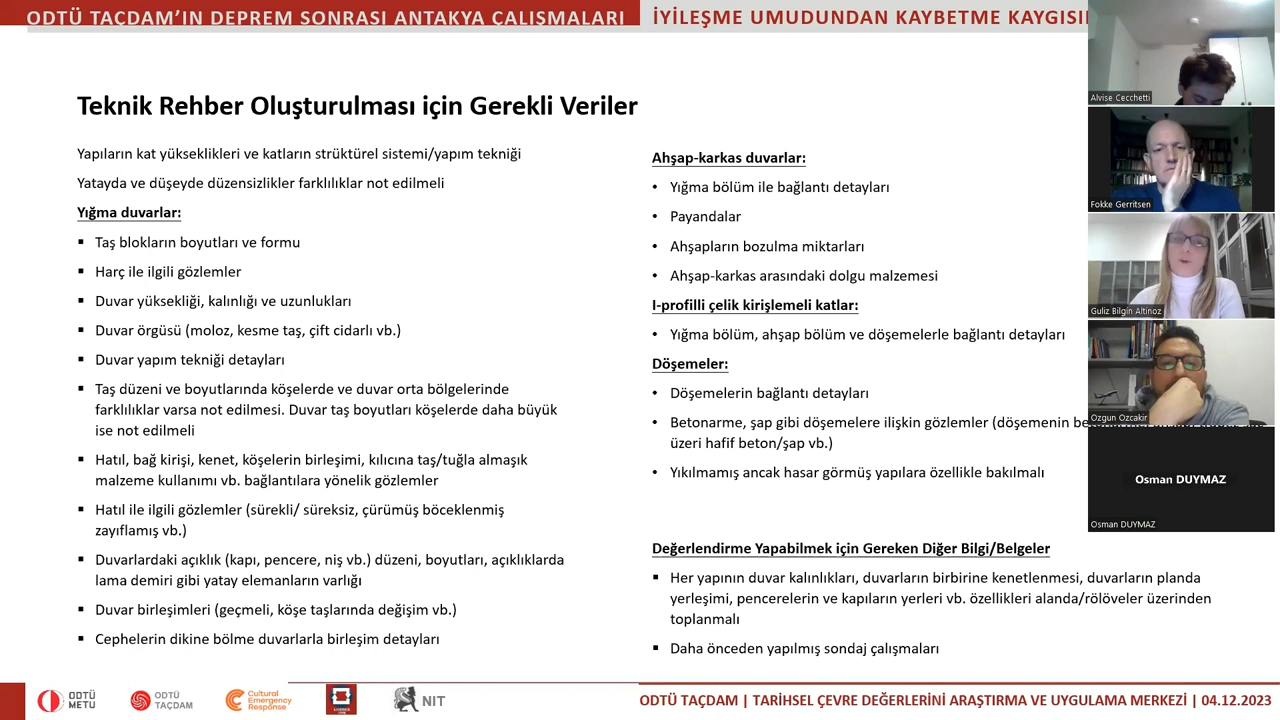 ODTÜ TAÇDAM'IN DEPREM SONRASI ANTAKYA ÇALIŞMALARI
İYİLEŞME UMUDUNDAN KAYBETME
Teknik Rehber Oluşturulması için Gerekli Veriler
Yapıların kat yükseklikleri ve katların strüktürel sistemi/yapım tekniği
Yatayda ve düşeyde düzensizlikler farklılıklar not edilmeli
Yığma duvarlar:
▪ Taş blokların boyutları ve formu
▪ Harç ile ilgili gözlemler
▪ Duvar yüksekliği, kalınlığı ve uzunlukları
▪ Duvar örgüsü (moloz, kesme taş, çift cidarlı vb.)
▪ Duvar yapım tekniği detayları
▪ Taş düzeni ve boyutlarında köşelerde ve duvar orta bölgelerinde
farklılıklar varsa not edilmesi. Duvar taş boyutları köşelerde daha büyük
ise not edilmeli
▪ Hatıl, bağ kirişi, kenet, köşelerin birleşimi, kılıcına taş/tuğla almaşık
malzeme kullanımı vb. bağlantılara yönelik gözlemler
▪ Hatıl ile ilgili gözlemler (sürekli/ süreksiz, çürümüş böceklenmiş
zayıflamış vb.)
▪ Duvarlardaki açıklık (kapı, pencere, niş vb.) düzeni, boyutları, açıklıklarda
lama demiri gibi yatay elemanların varlığı
▪ Duvar birleşimleri (geçmeli, köşe taşlarında değişim vb.)
▪ Cephelerin dikine bölme duvarlarla birleşim detayları
Ahşap-karkas duvarlar:
• Yığma bölüm ile bağlantı detayları
• Payandalar
• Ahşapların bozulma miktarları
• Ahşap-karkas arasındaki dolgu malzemesi
I-profilli çelik kirişlemeli katlar:
• Yığma bölüm, ahşap bölüm ve döşemelerle bağlantı detayları
Döşemeler:
• Döşemelerin bağlantı detayları
• Betonarme, şap gibi döşemelere ilişkin gözlemler (döşemenin
üzeri hafif beton/şap vb.)
• Yıkılmamış ancak hasar görmüş yapılara özellikle bakılmalı
Değerlendirme Yapabilmek için Gereken Diğer Bilgi/Belgeler
▪ Her yapının duvar kalınlıkları, duvarların birbirine kenetlenmesi, duvarların planda
yerleşimi, pencerelerin ve kapıların yerleri vb. özellikleri alanda/rölöveler üzerinden
toplanmalı
▪ Daha önceden yapılmış sondaj çalışmaları
Alvise Cecchetti
Fokke Gerritsen
Guliz Bilgin Altinoz
Ozgun Ozcakir
Osman DUYMAZ
Osman DUYMAZ
ODTÜ
METU
ODTÜ
TAÇDAM
Cultural
Emergency
Response
NIT
ODTÜ TAÇDAM | TARİHSEL ÇEVRE DEĞERLERİNİ ARAŞTIRMA VE UYGULAMA MERKEZİ | 04.12.2023